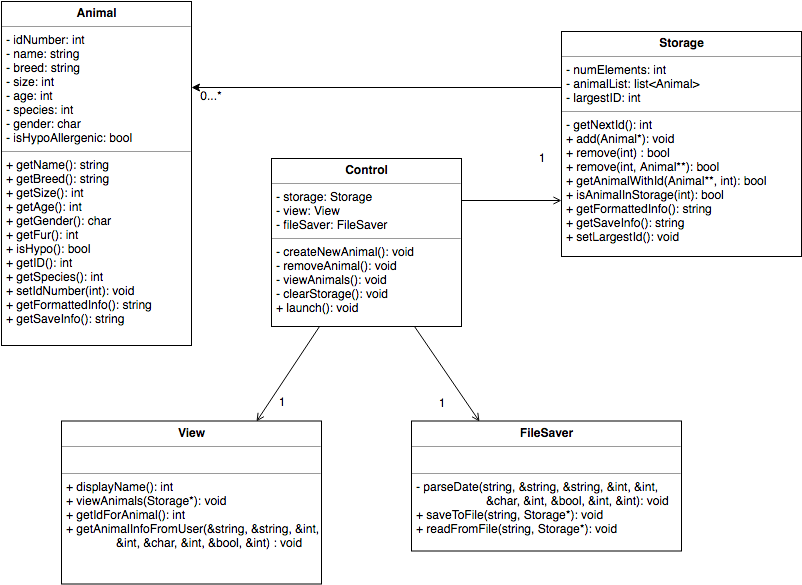 Animal
- idNumber: int
- name: string
- breed: string
- size: int
- age: int
- species: int
- gender: char
- isHypoAllergenic: bool
+ getName(): string
+ getBreed(): string
+ getSize(): int
+ getAge(): int
+ getGender(): char
+ getFur(): int
+ isHypo(): bool
+ getID(): int
+ getSpecies(): int
+ setIdNumber(int): void
+ getFormattedInfo(): string
+ getSaveInfo(): string
0...*
Storage
- numElements: int
- animalList: list<Animal>
- largestID: int
- getNextId(): int
+ add(Animal*): void
+ remove(int) : bool
+ remove(int, Animal**): bool
+ getAnimalWithId(Animal**, int): bool
+ isAnimalInStorage(int): bool
+ getFormattedInfo(): string
+ getSaveInfo(): string
+ setLargestId(): void
1
Control
- storage: Storage
- view: View
- fileSaver: FileSaver
- createNewAnimal(): void
- removeAnimal(): void
- viewAnimals(): void
- clearStorage(): void
+ launch(): void
1
1
View
+ displayName(): int
+ viewAnimals(Storage*): void
+ getIdForAnimal(): int
+ getAnimalInfoFromUser(&string, &string, &int,
&int, &char, &int, &bool, &int) : void
FileSaver
- parseDate(string, &string, &string, &int, &int,
&char, &int, &bool, &int, &int): void
+ saveToFile(string, Storage*): void
+ readFromFile(string, Storage*): void